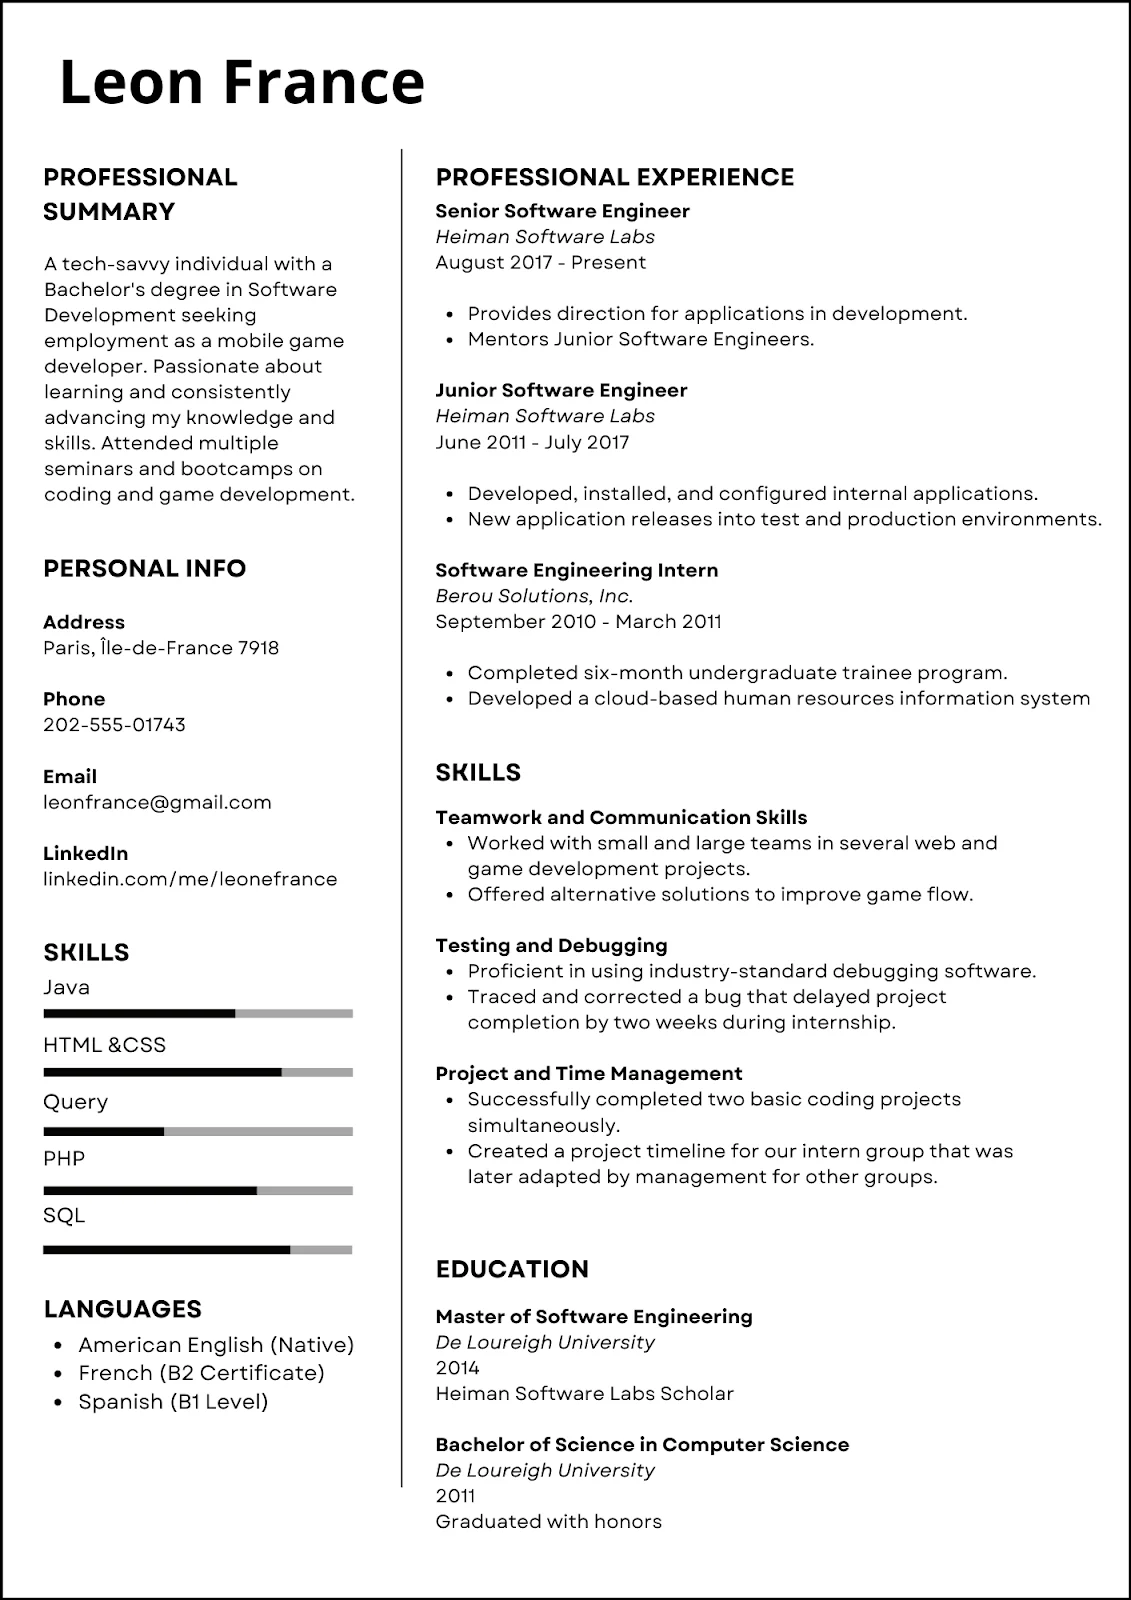 Leon France
PROFESSIONAL
SUMMARY
A tech-savvy individual with a
Bachelor's degree in Software
Development seeking
employment as a mobile game
developer. Passionate about
learning and consistently
advancing my knowledge and
skills. Attended multiple
seminars and bootcamps on
coding and game development.
PERSONAL INFO
Address
Paris, Île-de-France 7918
Phone
202-555-01743
Email
leonfrance@gmail.com
LinkedIn
linkedin.com/me/leonefrance
SKILLS
Java
HTML &CSS
Query
PHP
SQL
LANGUAGES
• American English (Native)
• French (B2 Certificate)
• Spanish (B1 Level)
PROFESSIONAL EXPERIENCE
Senior Software Engineer
Heiman Software Labs
August 2017 - Present
• Provides direction for applications in development.
• Mentors Junior Software Engineers.
Junior Software Engineer
Heiman Software Labs
June 2011 - July 2017
• Developed, installed, and configured internal applications.
• New application releases into test and production environments.
Software Engineering Intern
Berou Solutions, Inc.
September 2010 - March 2011
• Completed six-month undergraduate trainee program.
• Developed a cloud-based human resources information system
SKILLS
Teamwork and Communication Skills
• Worked with small and large teams in several web and
game development projects.
• Offered alternative solutions to improve game flow.
Testing and Debugging
• Proficient in using industry-standard debugging software.
• Traced and corrected a bug that delayed project
completion by two weeks during internship.
Project and Time Management
• Successfully completed two basic coding projects
simultaneously.
• Created a project timeline for our intern group that was
later adapted by management for other groups.
EDUCATION
Master of Software Engineering
De Loureigh University
2014
Heiman Software Labs Scholar
Bachelor of Science in Computer Science
De Loureigh University
2011
Graduated with honors